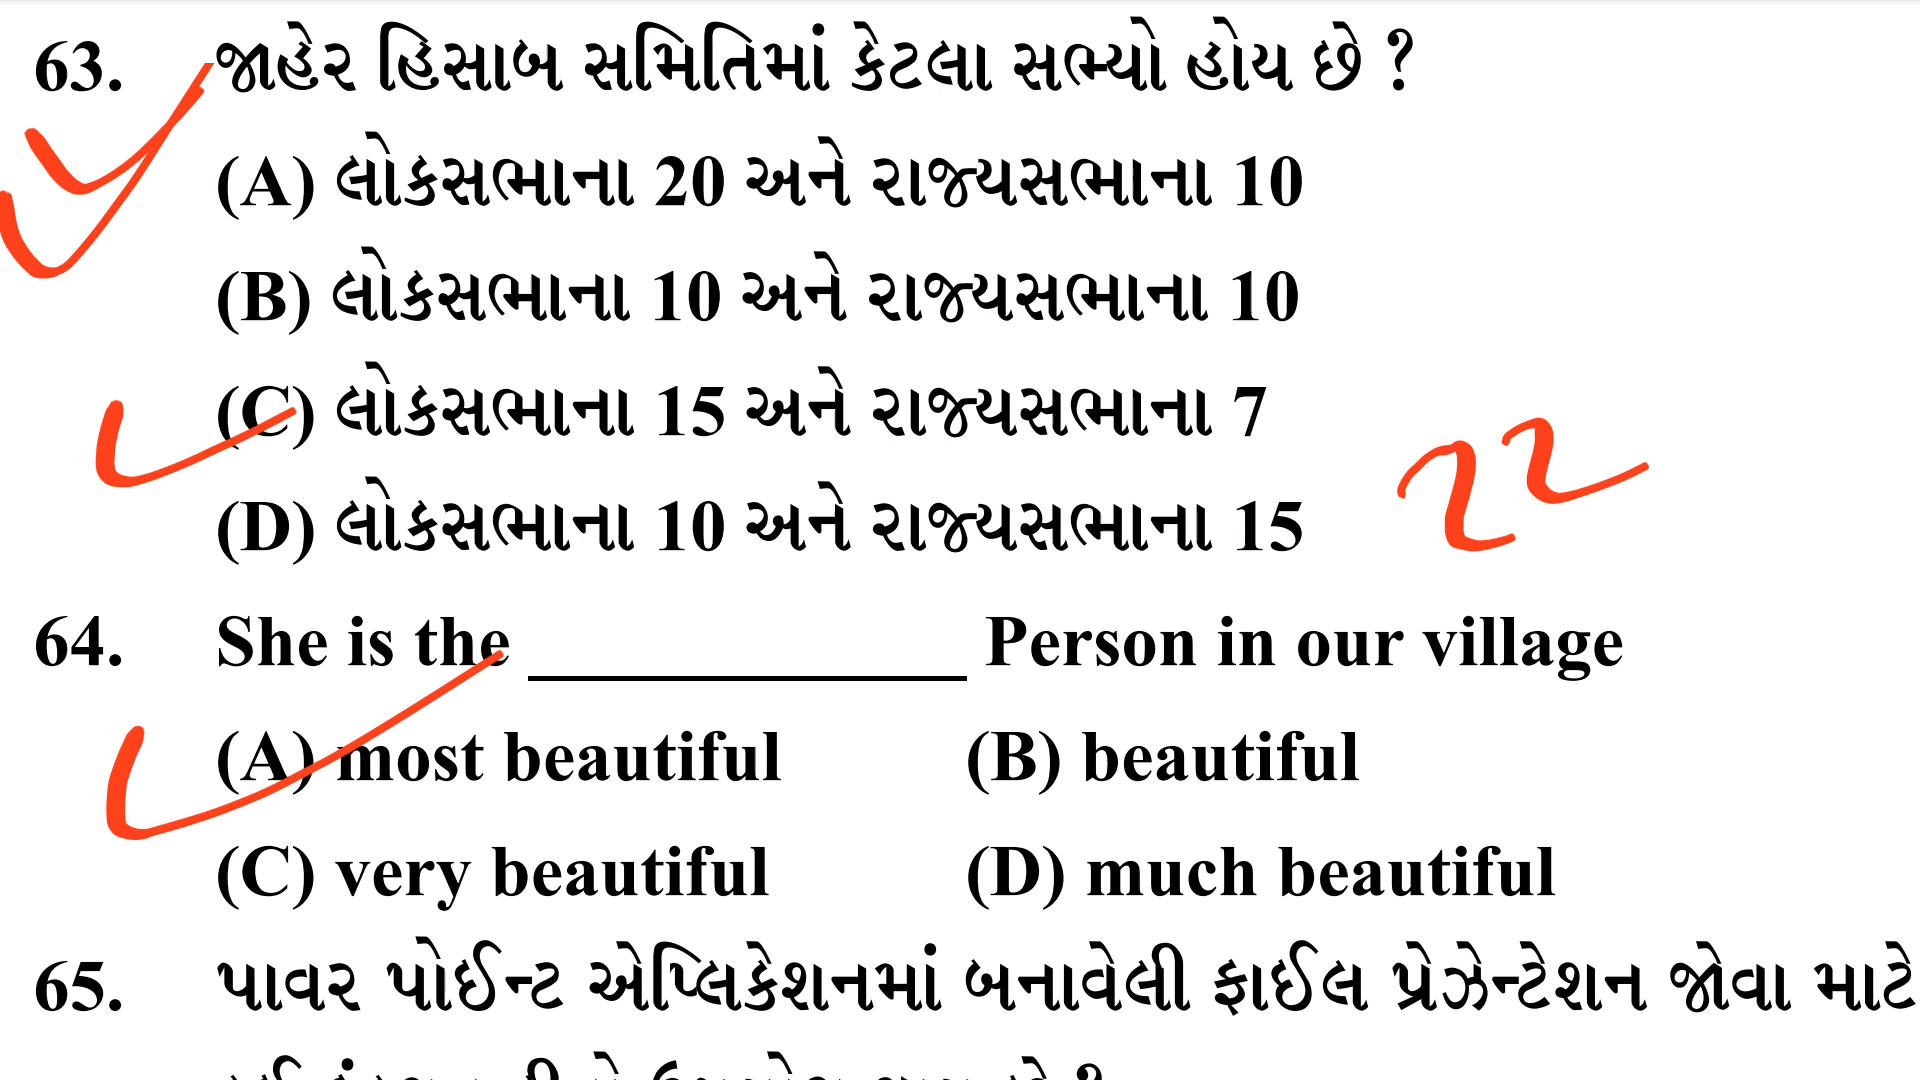 63. જાહેર હિસાબ સમિતિમાં કેટલા સભ્યો હોય છે ?
(A) લોકસભાના 20 અને રાજ્યસભાના 10
(B) લોકસભાના 10 અને રાજ્યસભાના 10
(C) લોકસભાના 15 અને રાજ્યસભાના 7
(D) લોકસભાના 10 અને રાજ્યસભાના 15
22
64. She is the ____________ Person in our village
(A) most beautiful (B) beautiful
(C) very beautiful (D) much beautiful
65. પાવર પોઈન્ટ એપ્લિકેશનમાં બનાવેલી ફાઈલ પ્રેઝેન્ટેશન જોવા માટે